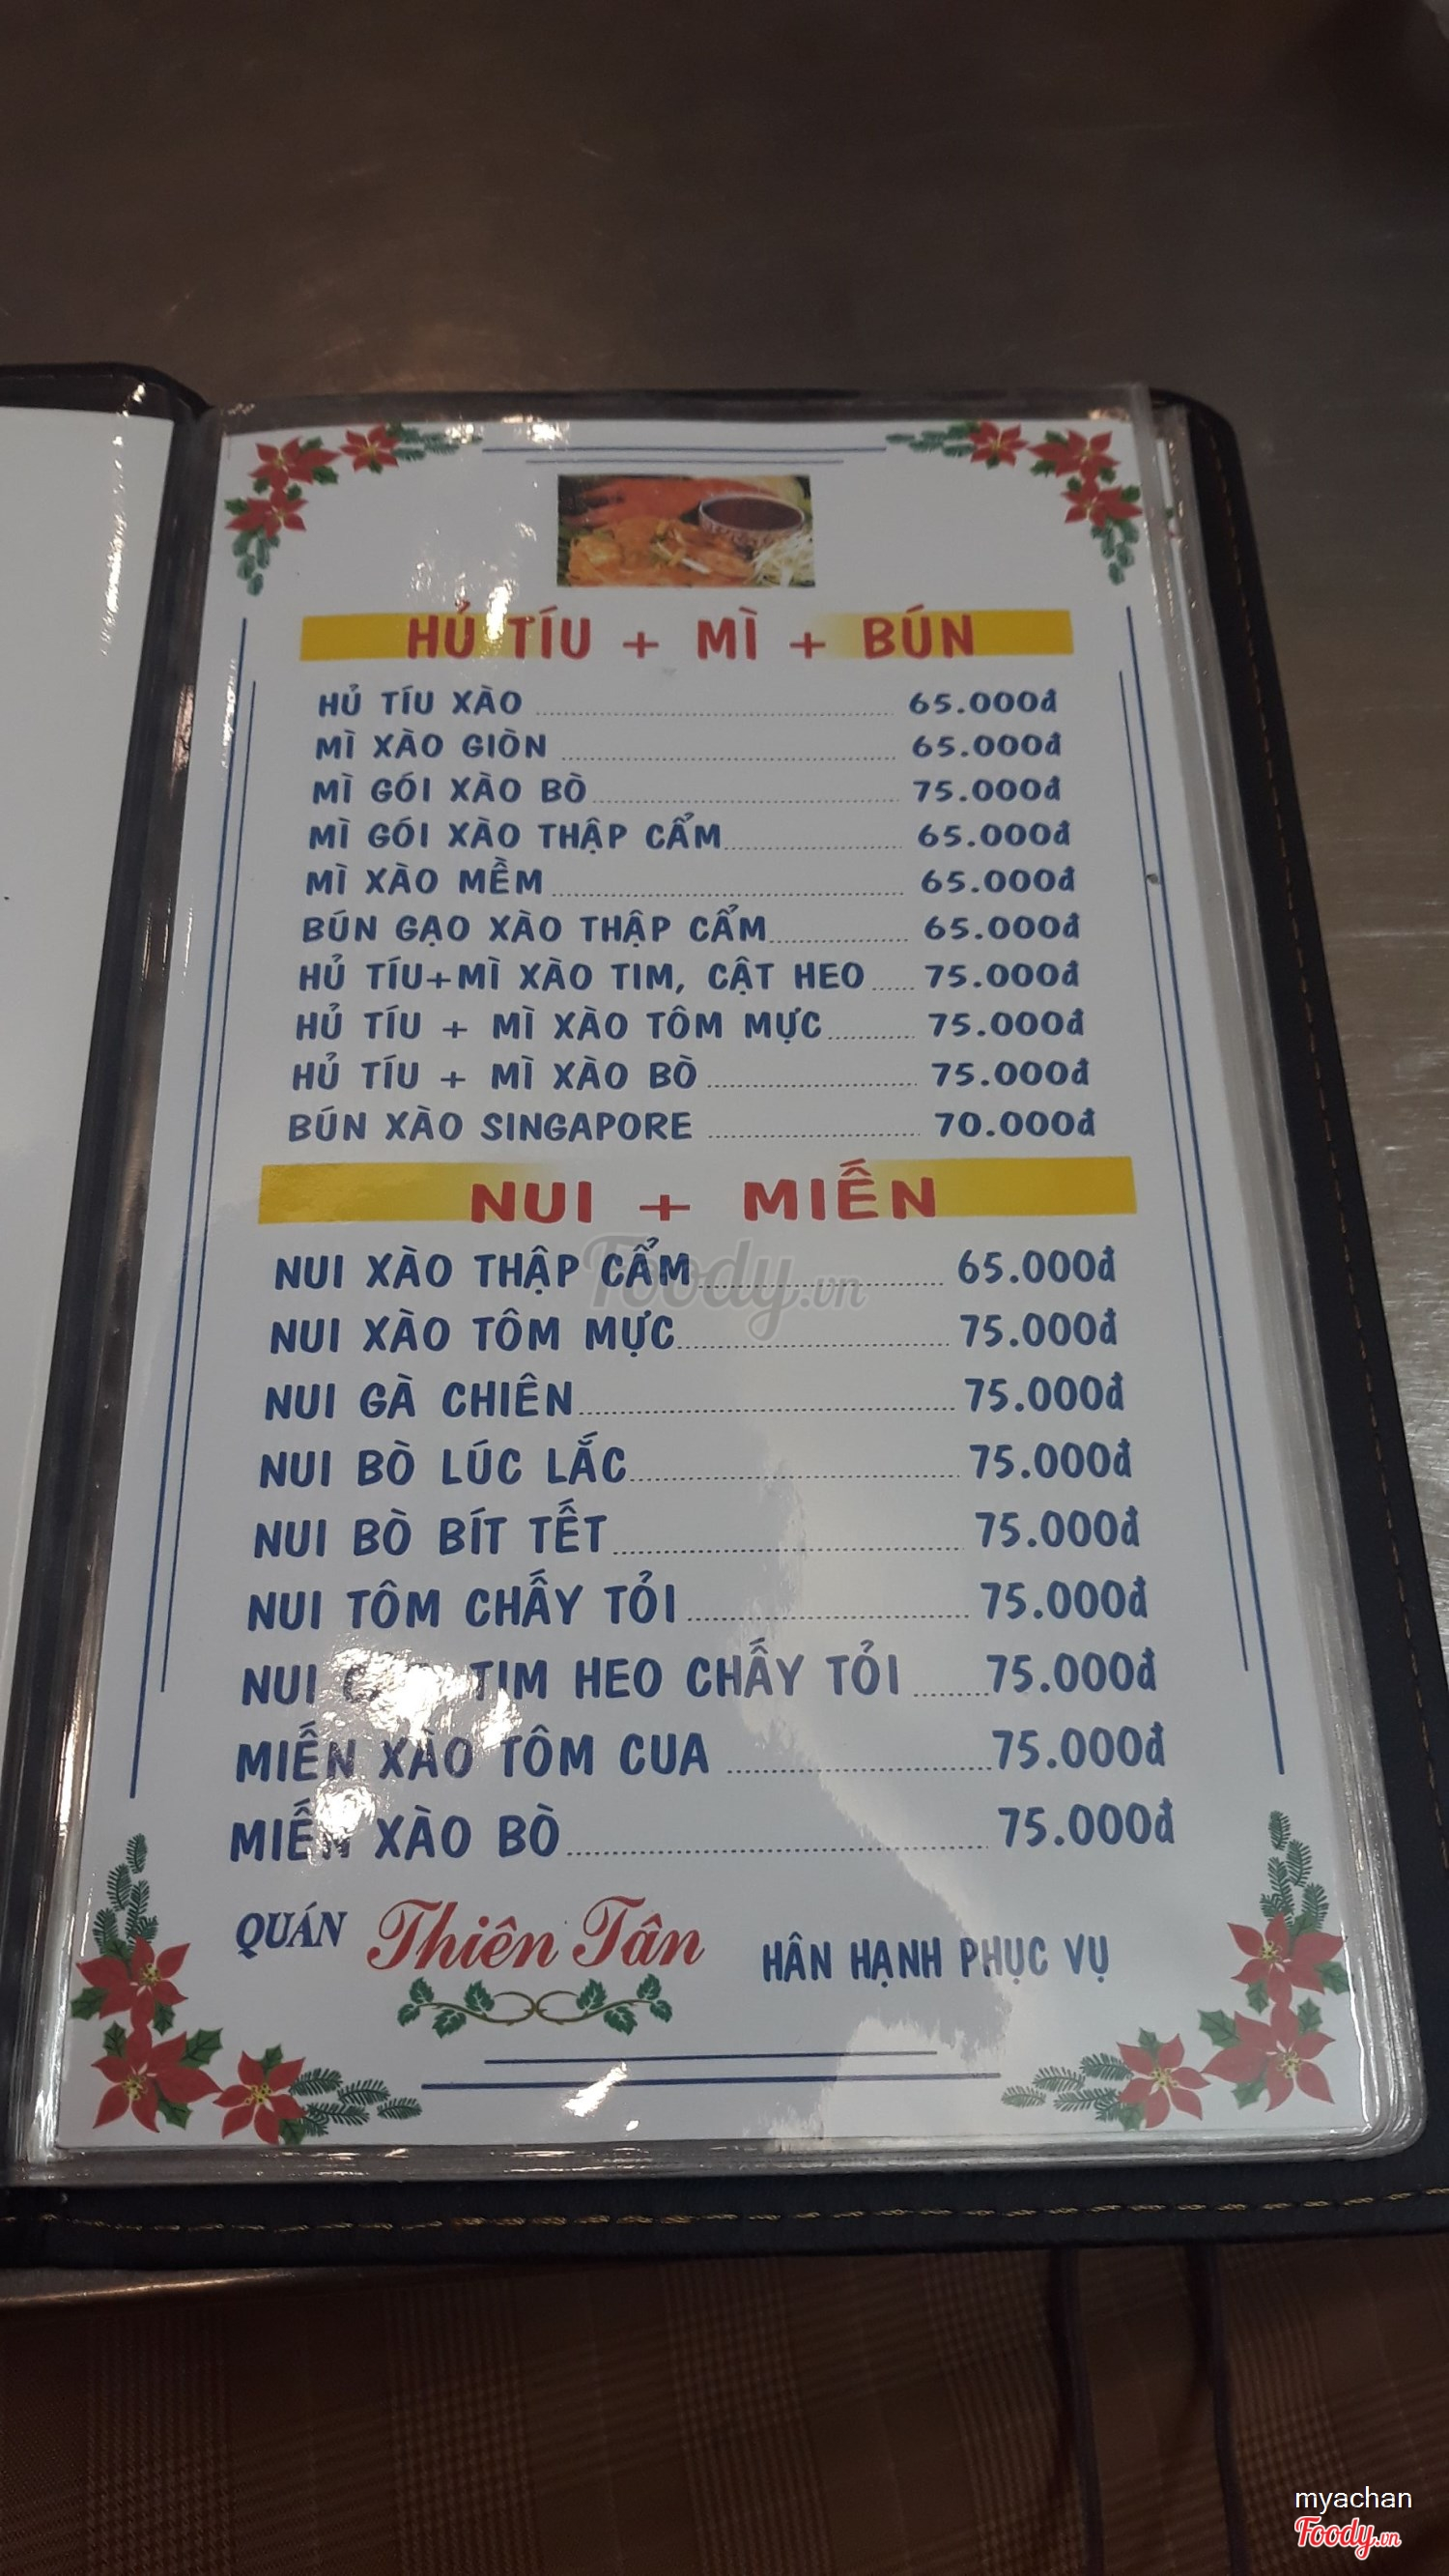 HỦ TÍU + MÌ + BÚN
HỦ TÍU XÀO 65.000đ
MÌ XÀO GIÒN 65.000đ
MÌ GÓI XÀO BÒ 75.000đ
MÌ GÓI XÀO THẬP CẨM 65.000đ
MÌ XÀO MỀM 65.000đ
BÚN GẠO XÀO THẬP CẨM 65.000đ
HỦ TÍU+MÌ XÀO TIM, CẬT HEO 75.000đ
HỦ TÍU + MÌ XÀO TÔM MỰC 75.000đ
HỦ TÍU + MÌ XÀO BÒ 75.000đ
BÚN XÀO SINGAPORE 70.000đ
NUI + MIẾN
NUI XÀO THẬP CẨM 65.000đ
Foody.vn
NUI XÀO TÔM MỰC 75.000đ
NUI GÀ CHIÊN 75.000đ
NUI BÒ LÚC LẮC 75.000đ
NUI BÒ BÍT TẾT 75.000đ
NUI TÔM CHẤY TỎI 75.000đ
NUI TIM HEO CHẤY TỎI 75.000đ
MIẾN XÀO TÔM CUA 75.000đ
MIẾN XÀO BÒ 75.000đ
QUÁN Thiên Tân HÂN HẠNH PHỤC VỤ
myachan
Foody.vn